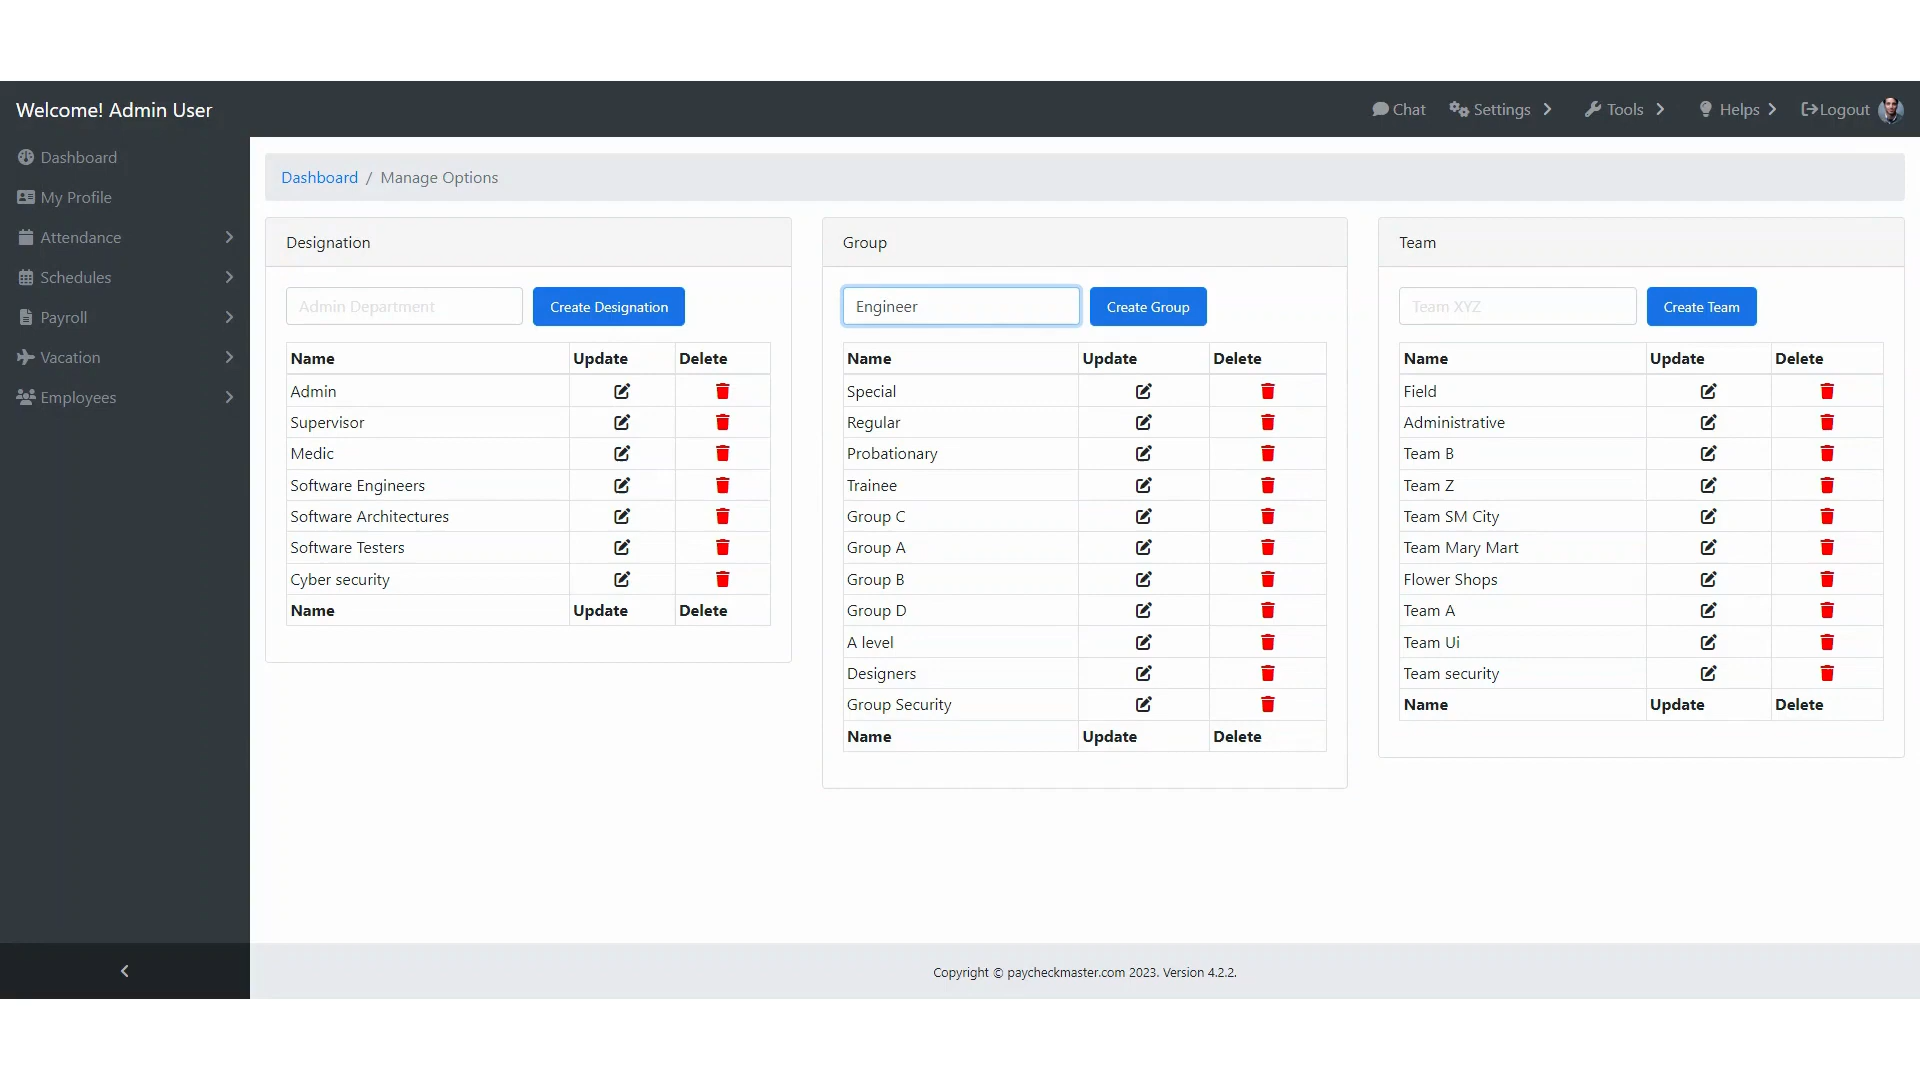 Welcome! Admin User
Chat
Settings
Tools
Helps
Logout
Dashboard
My Profile
Attendance
Schedules
Payroll
Vacation
Employees
Dashboard / Manage Options
Designation
Admin Department
Create Designation
Name Update Delete
Admin
Supervisor
Medic
Software Engineers
Software Architectures
Software Testers
Cyber security
Name Update Delete
Group
Engineer
Create Group
Name Update Delete
Special
Regular
Probationary
Trainee
Group C
Group A
Group B
Group D
A level
Designers
Group Security
Name Update Delete
Team
Team XYZ
Create Team
Name Update Delete
Field
Administrative
Team B
Team Z
Team SM City
Team Mary Mart
Flower Shops
Team A
Team Ui
Team security
Name Update Delete
Copyright © paycheckmaster.com 2023. Version 4.2.2.